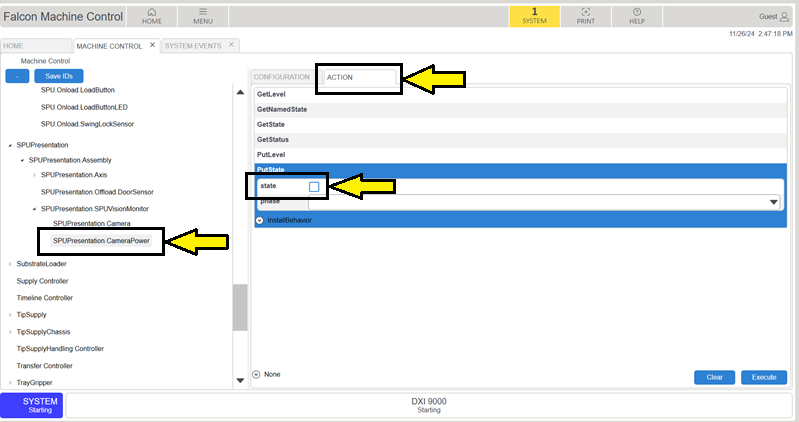 Falcon Machine Control
HOME
MENU
1
SYSTEM
PRINT
HELP
Guest
11/26/24 2:47:18 PM
HOME
MACHINE CONTROL
SYSTEM EVENTS
Machine Control
-
Save IDs
SPU.Onload.LoadButton
SPU.Onload.LoadButtonLED
SPU.Onload.SwingLockSensor
SPUPresentation
SPUPresentation.Assembly
SPUPresentation.Axis
SPUPresentation.Offload.DoorSensor
SPUPresentation.SPUVisionMonitor
SPUPresentation.Camera
SPUPresentation.CameraPower
SubstrateLoader
Supply Controller
Timeline Controller
TipSupply
TipSupplyChassis
TipSupplyHandling Controller
Transfer Controller
TrayGripper
CONFIGURATION
ACTION
GetLevel
GetNamedState
GetState
GetStatus
PutLevel
PutState
state
phase
InstallBehavior
None
Clear
Execute
SYSTEM
Starting
DXI 9000
Starting